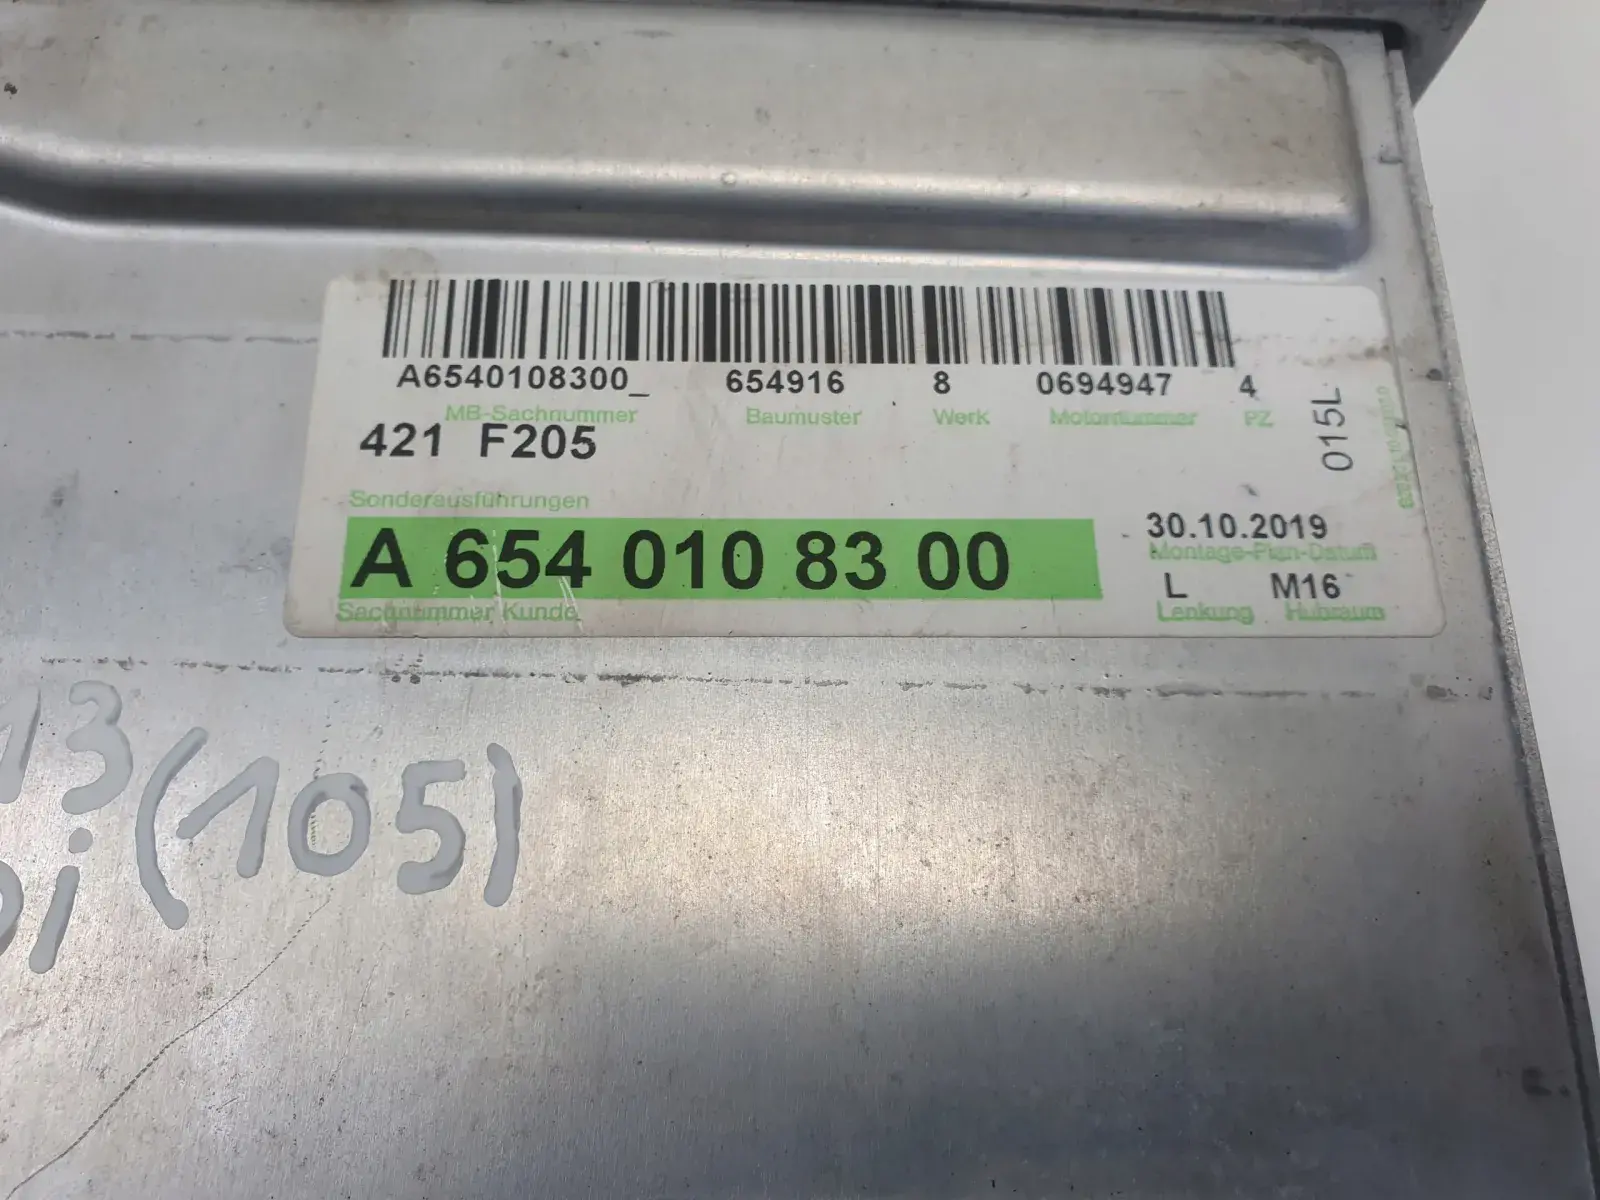 A6540108300_ 654916 8 0694947 4
MB-Sachnummer Baumuster Werk Motornummer PZ
421 F205
015L
Sonderausführungen
A 654 010 83 00
30.10.2019
Montage-Plan-Datum
L M16
Sachnummer Kunde
Lenkung Hubraum
13 (105)